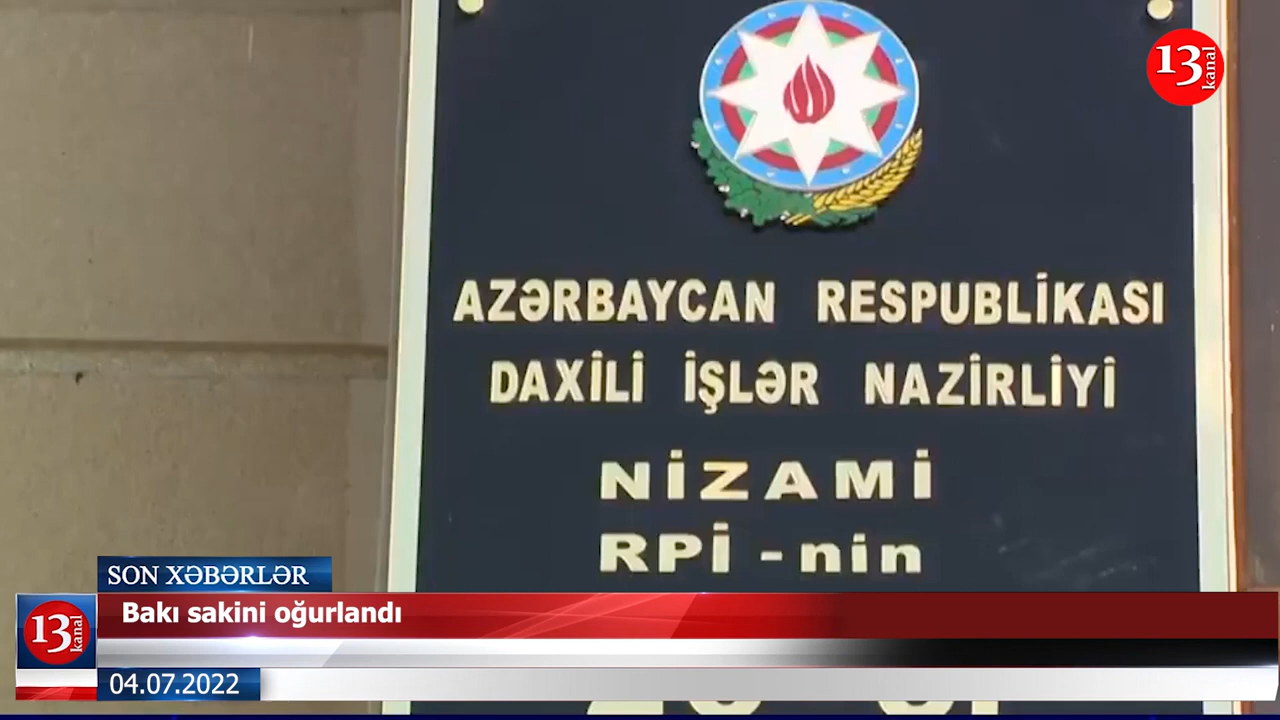 13 kanal
AZƏRBAYCAN RESPUBLİKASI
DAXİLİ İŞLƏR NAZİRLİYİ
NİZAMİ
RPİ -nin
SON XƏBƏRLƏR
13 kanal
Bakı sakini oğurlandı
04.07.2022